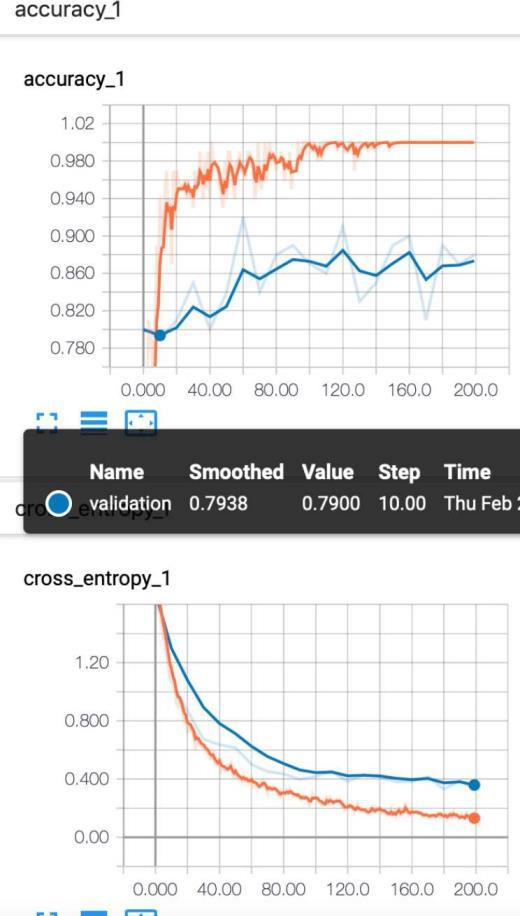 accuracy_1
accuracy_1
1.02
0.980
0.940
0.900
0.860
0.820
0.780
0.000 40.00 80.00 120.0 160.0 200.0
Name Smoothed Value Step Time
validation 0.7938 0.7900 10.00 Thu Feb
cross_entropy_1
cross_entropy_1
1.20
0.800
0.400
0.00
0.000 40.00 80.00 120.0 160.0 200.0